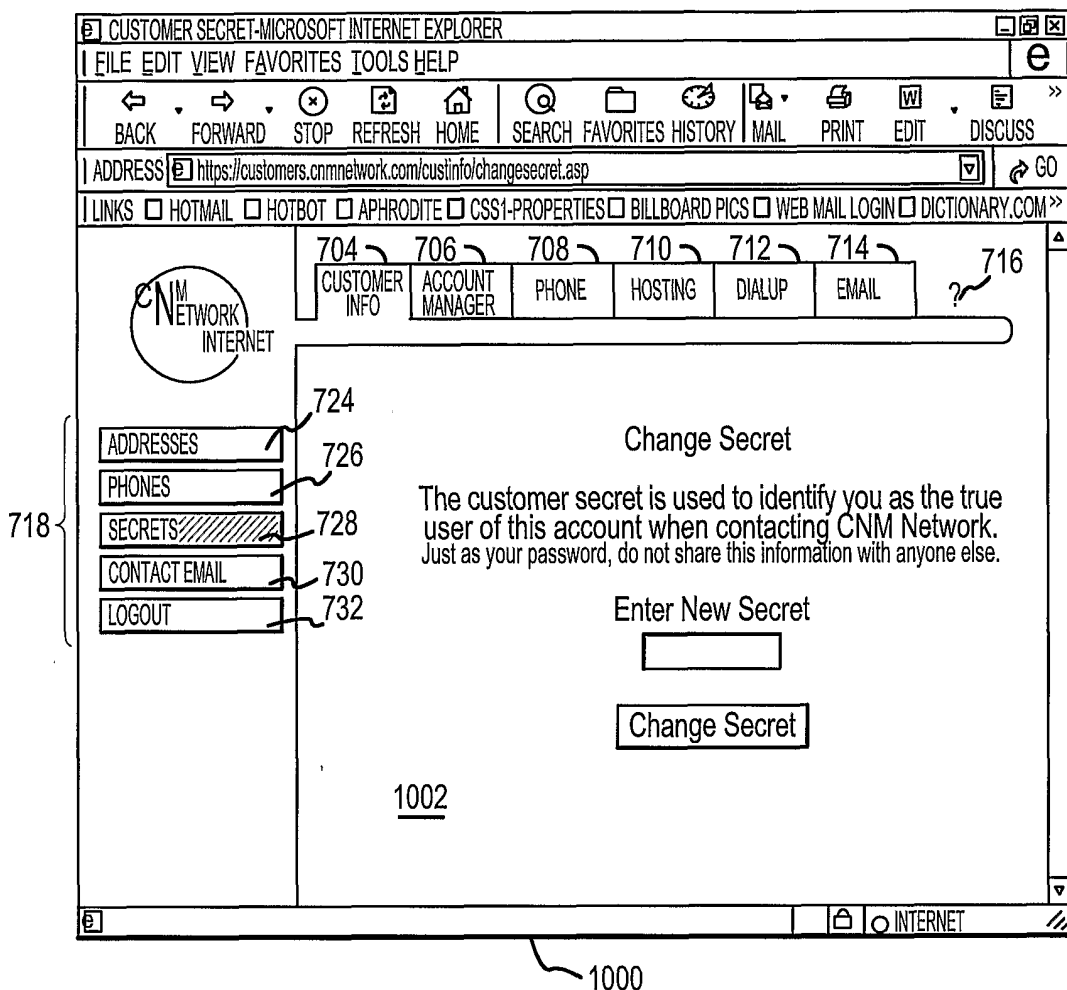 CUSTOMER SECRET-MICROSOFT INTERNET EXPLORER
FILE EDIT VIEW FAVORITES TOOLS HELP
BACK FORWARD STOP REFRESH HOME SEARCH FAVORITES HISTORY MAIL PRINT EDIT DISCUSS
ADDRESS https://customers.cnmnetwork.com/custinfo/changesecret.asp GO
LINKS HOTMAIL HOTBOT APHRODITE CSS1-PROPERTIES BILLBOARD PICS WEB MAIL LOGIN DICTIONARY.COM
704 706 708 710 712 714 716
CUSTOMER INFO
ACCOUNT MANAGER
PHONE
HOSTING
DIALUP
EMAIL
?
CNM
NETWORK
INTERNET
718
724
ADDRESSES
726
PHONES
SECRETS 728
CONTACT EMAIL 730
LOGOUT 732
Change Secret
The customer secret is used to identify you as the true
user of this account when contacting CNM Network.
Just as your password, do not share this information with anyone else.
Enter New Secret
Change Secret
1002
INTERNET
1000